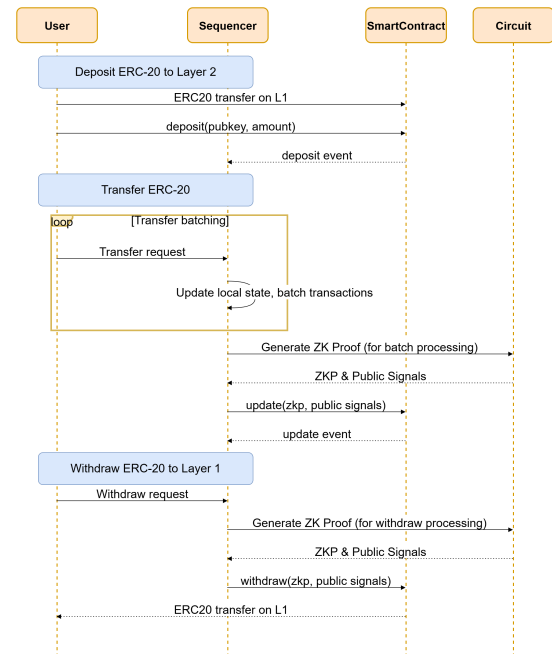 User
Sequencer
SmartContract
Circuit
Deposit ERC-20 to Layer 2
ERC20 transfer on L1
deposit(pubkey, amount)
deposit event
Transfer ERC-20
loop
[Transfer batching]
Transfer request
Update local state, batch transactions
Generate ZK Proof (for batch processing)
ZKP & Public Signals
update(zkp, public signals)
update event
Withdraw ERC-20 to Layer 1
Withdraw request
Generate ZK Proof (for withdraw processing)
ZKP & Public Signals
withdraw(zkp, public signals)
ERC20 transfer on L1